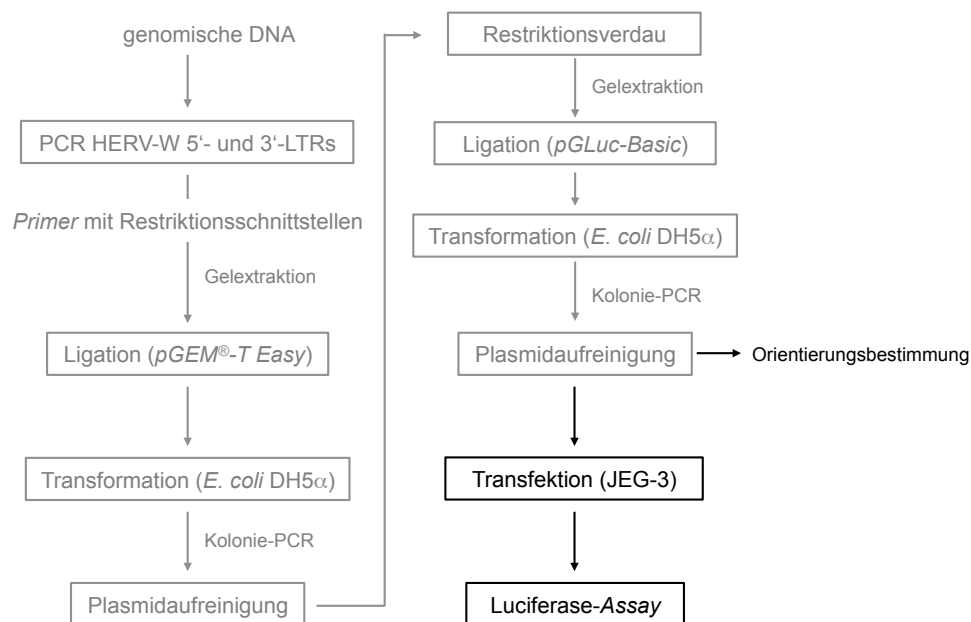 genomische DNA
PCR HERV-W 5‘- und 3‘-LTRs
Primer mit Restriktionsschnittstellen
Gelextraktion
Ligation (pGEM®-T Easy)
Transformation (E. coli DH5α)
Kolonie-PCR
Plasmidaufreinigung
Restriktionsverdau
Gelextraktion
Ligation (pGLuc-Basic)
Transformation (E. coli DH5α)
Kolonie-PCR
Plasmidaufreinigung
Orientierungsbestimmung
Transfektion (JEG-3)
Luciferase-Assay